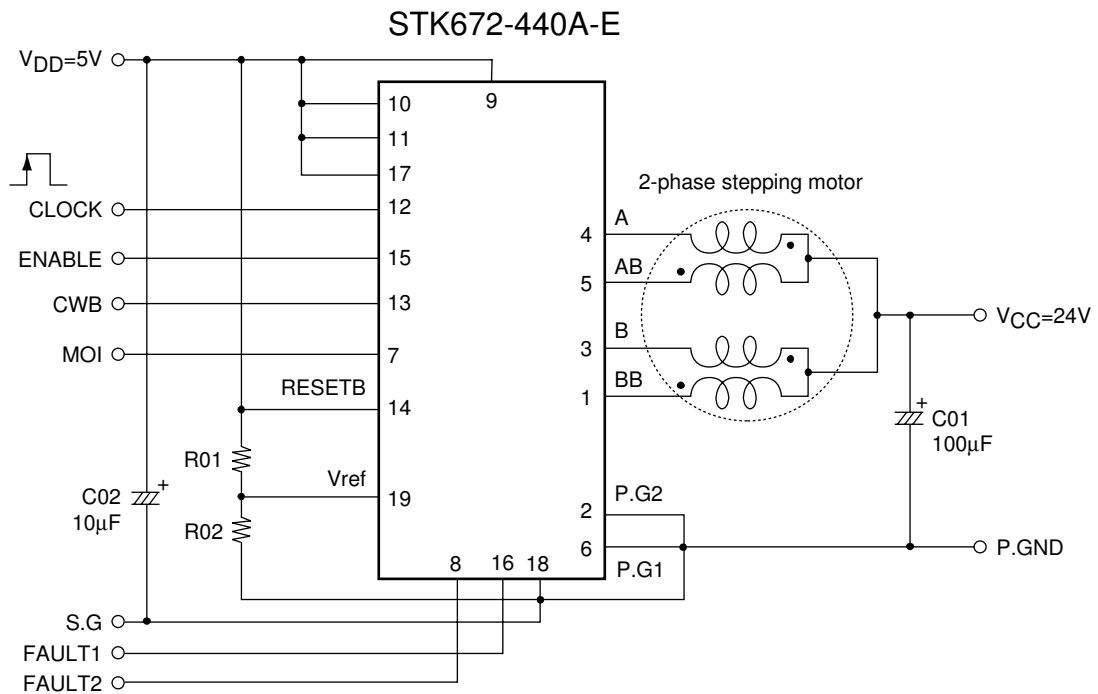 STK672-440A-E
VDD=5V
9
10
11
17
CLOCK
12
ENABLE
15
CWB
13
MOI
7
RESETB
14
R01
Vref
19
R02
C02
+
10µF
8
16
18
S.G
FAULT1
FAULT2
2-phase stepping motor
4
A
5
AB
3
B
1
BB
VCC=24V
+
C01
100µF
2
P.G2
6
P.G1
P.GND